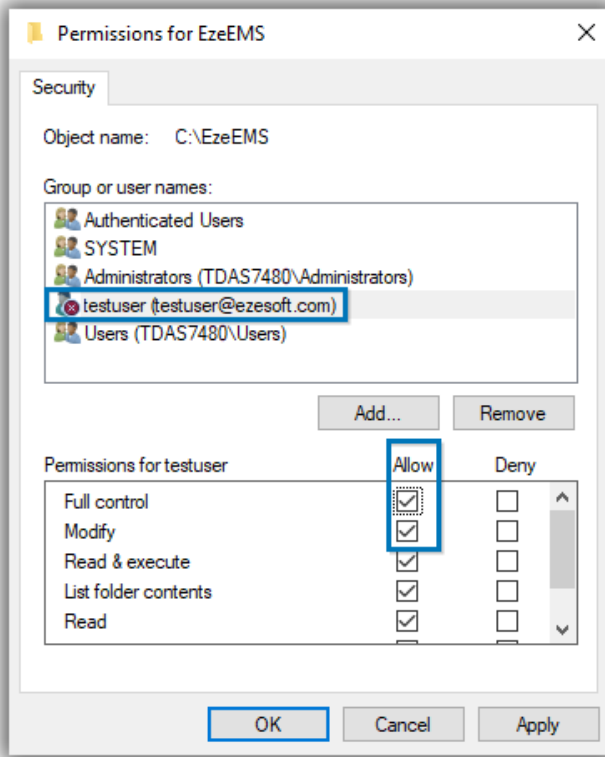 Permissions for EzeEMS
Security
Object name: C:\EzeEMS
Group or user names:
Authenticated Users
SYSTEM
Administrators (TDAS7480\Administrators)
testuser (testuser@ezesoft.com)
Users (TDAS7480\Users)
Add... Remove
Permissions for testuser Allow Deny
Full control
Modify
Read & execute
List folder contents
Read
OK Cancel Apply